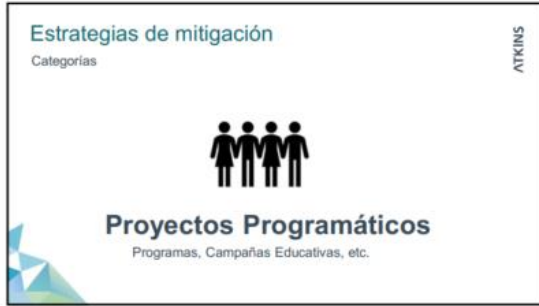 Estrategias de mitigación
Categorías
ATKINS
Proyectos Programáticos
Programas, Campañas Educativas, etc.